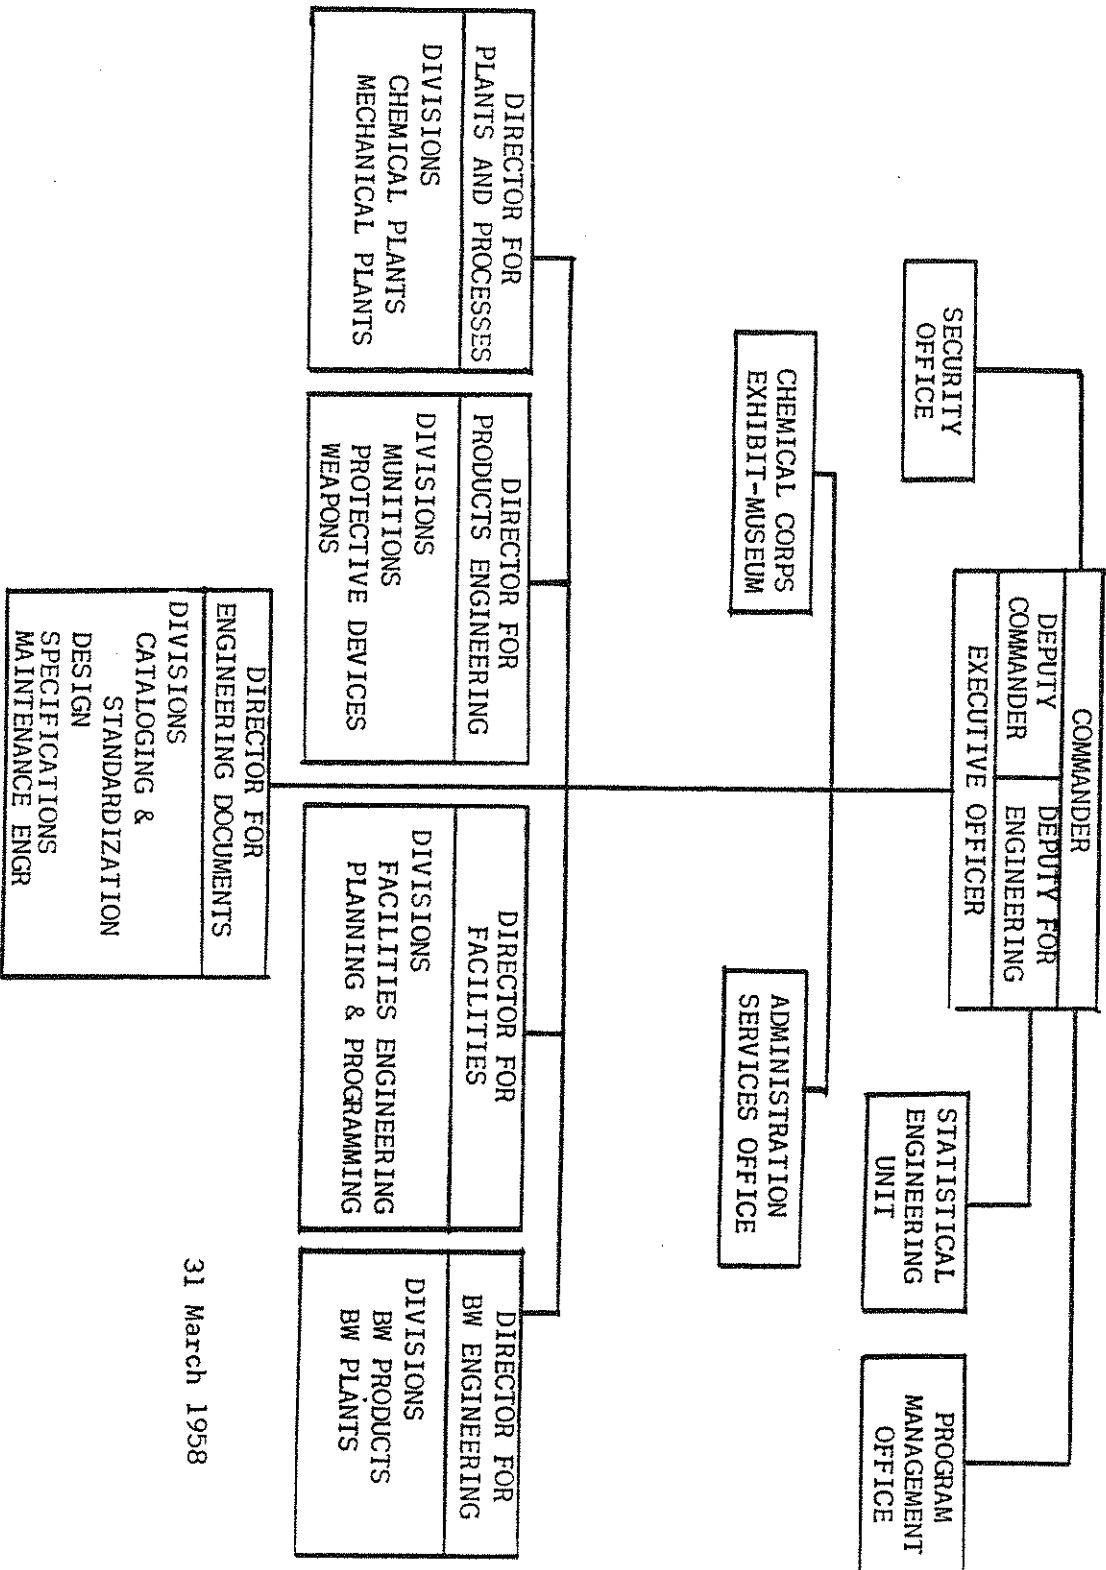 COMMANDER
DEPUTY
COMMANDER
DEPUTY FOR
ENGINEERING
EXECUTIVE OFFICER
SECURITY
OFFICE
STATISTICAL
ENGINEERING
UNIT
PROGRAM
MANAGEMENT
OFFICE
CHEMICAL CORPS
EXHIBIT-MUSEUM
ADMINISTRATION
SERVICES OFFICE
DIRECTOR FOR
PLANTS AND PROCESSES
DIVISIONS
CHEMICAL PLANTS
MECHANICAL PLANTS
DIRECTOR FOR
PRODUCTS ENGINEERING
DIVISIONS
MUNITIONS
PROTECTIVE DEVICES
WEAPONS
DIRECTOR FOR
FACILITIES
DIVISIONS
FACILITIES ENGINEERING
PLANNING & PROGRAMMING
DIRECTOR FOR
BW ENGINEERING
DIVISIONS
BW PRODUCTS
BW PLANTS
DIRECTOR FOR
ENGINEERING DOCUMENTS
DIVISIONS
CATALOGING &
STANDARDIZATION
DESIGN
SPECIFICATIONS
MAINTENANCE ENGR
31 March 1958